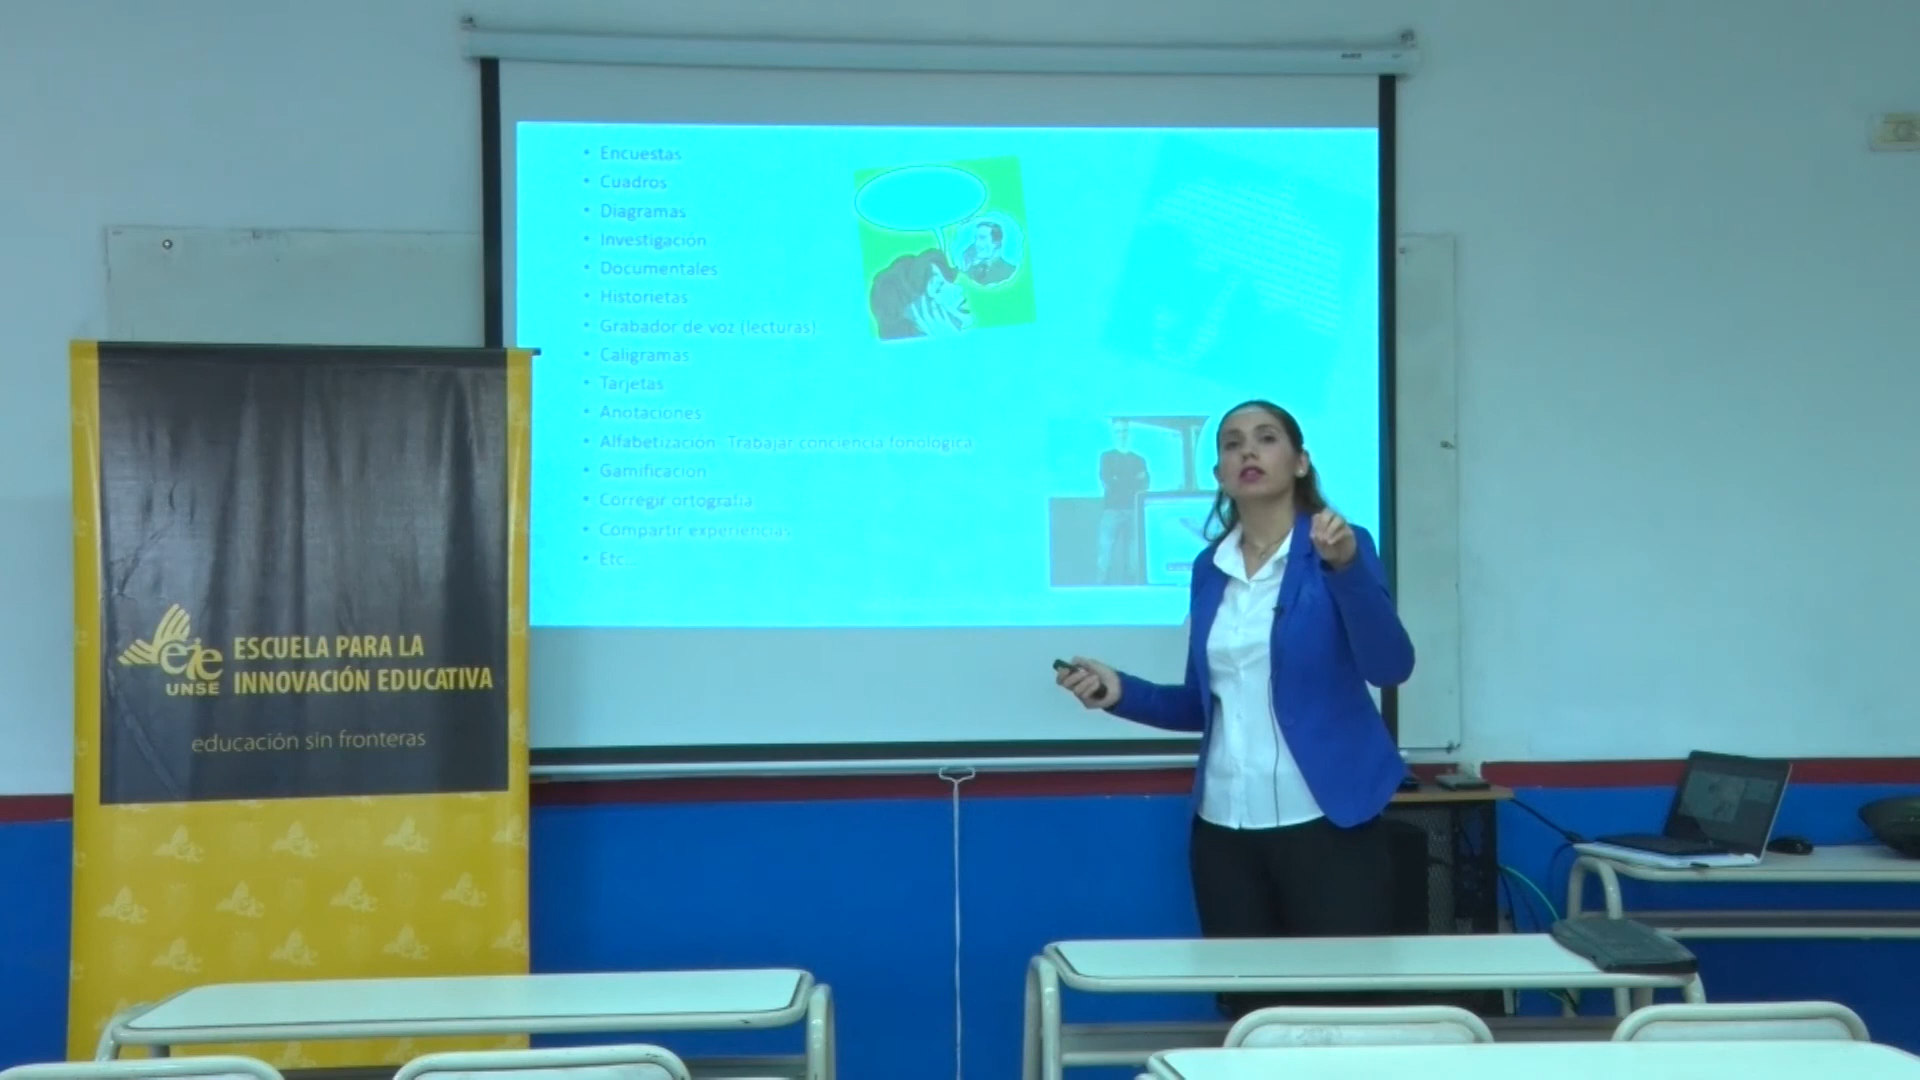 • Encuestas
• Cuadros
• Diagramas
• Investigación
• Documentales
• Historietas
• Grabador de voz (lecturas)
• Caligramas
• Tarjetas
• Anotaciones
• Alfabetización. Trabajar conciencia fonológica
• Gamificación
• Corregir ortografía
• Compartir experiencias
• Etc...
eie
UNSE
ESCUELA PARA LA
INNOVACIÓN EDUCATIVA
educación sin fronteras